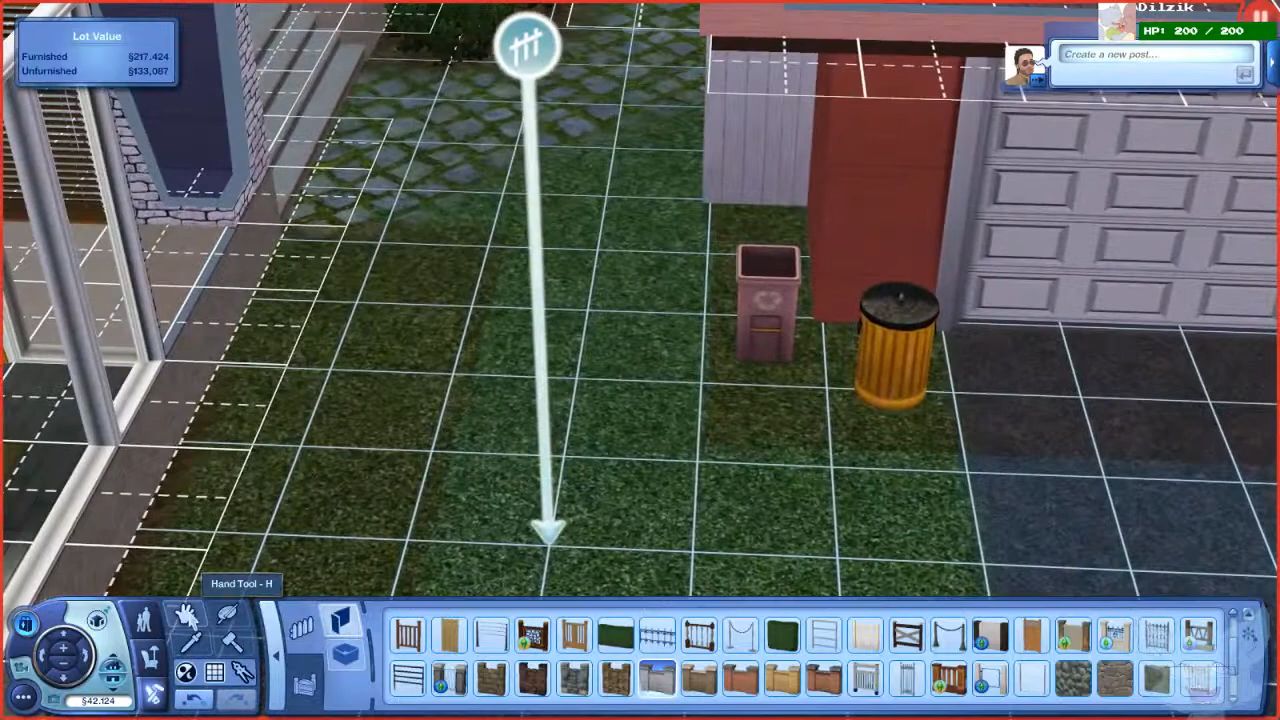 Lot Value
Furnished §217,424
Unfurnished §133,087
Dilzik
HP: 200 / 200
Create a new post...
Hand Tool - H
§42,124